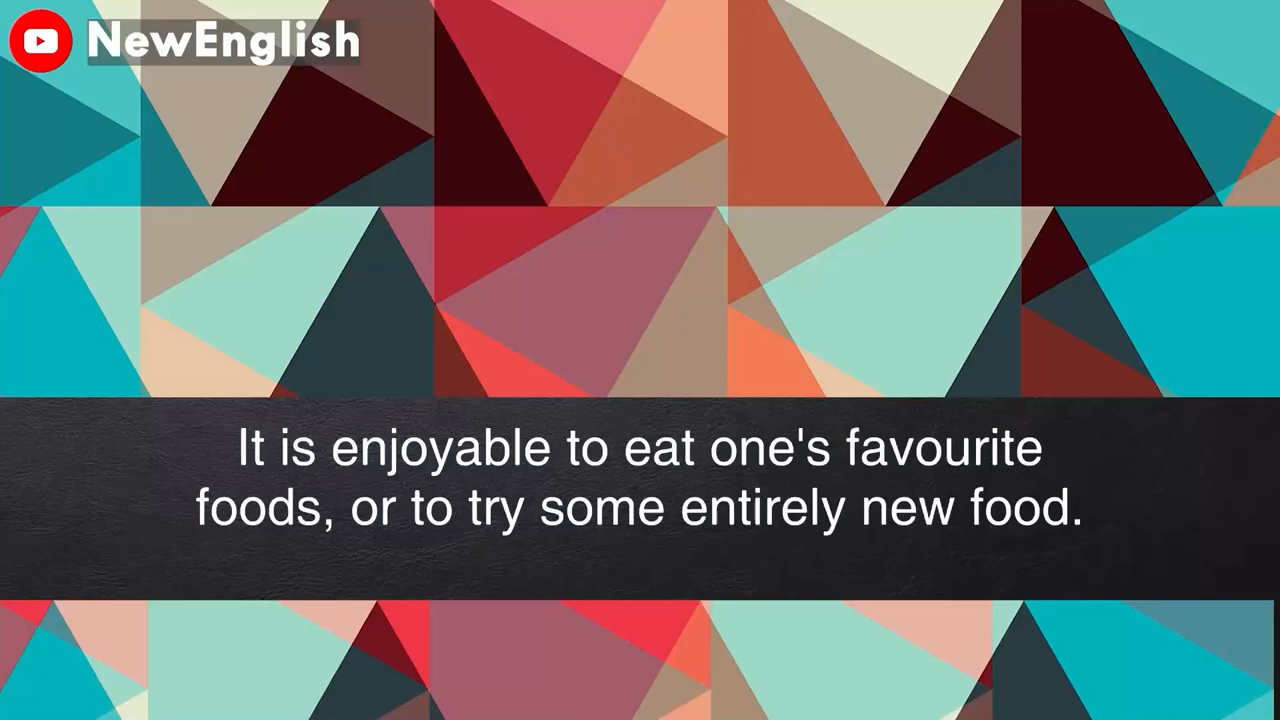 NewEnglish
It is enjoyable to eat one's favourite
foods, or to try some entirely new food.